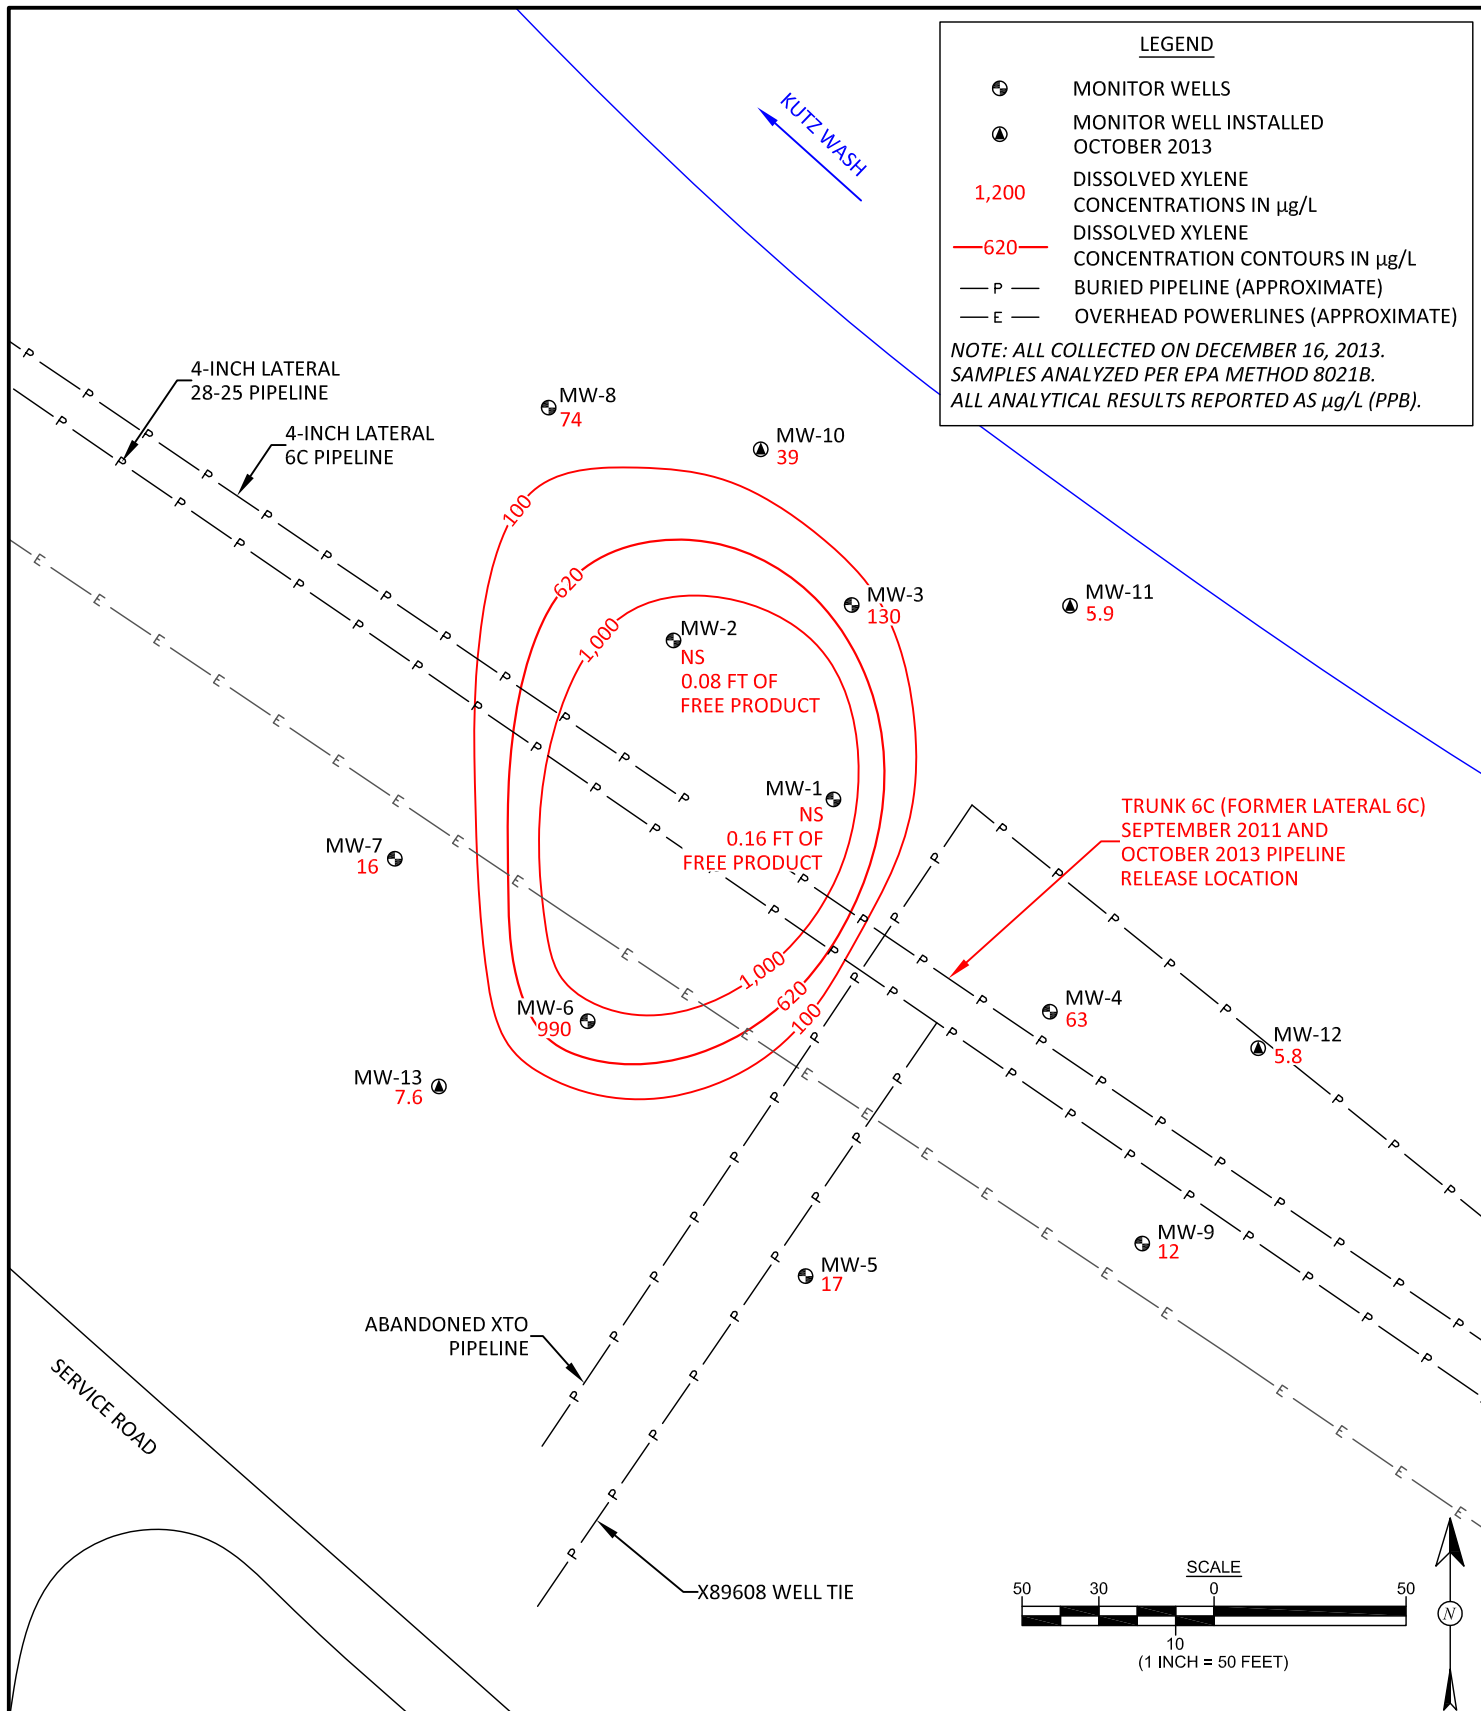 LEGEND
MONITOR WELLS
MONITOR WELL INSTALLED
OCTOBER 2013
1,200
DISSOLVED XYLENE
CONCENTRATIONS IN µg/L
620
DISSOLVED XYLENE
CONCENTRATION CONTOURS IN µg/L
P
BURIED PIPELINE (APPROXIMATE)
E
OVERHEAD POWERLINES (APPROXIMATE)
NOTE: ALL COLLECTED ON DECEMBER 16, 2013.
SAMPLES ANALYZED PER EPA METHOD 8021B.
ALL ANALYTICAL RESULTS REPORTED AS µg/L (PPB).
KUTZ WASH
4-INCH LATERAL
28-25 PIPELINE
4-INCH LATERAL
6C PIPELINE
MW-8
74
MW-10
39
100
620
1,000
MW-3
130
MW-11
5.9
MW-2
NS
0.08 FT OF
FREE PRODUCT
MW-1
NS
0.16 FT OF
FREE PRODUCT
MW-7
16
TRUNK 6C (FORMER LATERAL 6C)
SEPTEMBER 2011 AND
OCTOBER 2013 PIPELINE
RELEASE LOCATION
1,000
620
100
MW-6
990
MW-4
63
MW-12
5.8
MW-13
7.6
MW-9
12
MW-5
17
ABANDONED XTO
PIPELINE
SERVICE ROAD
X89608 WELL TIE
SCALE
50 30 0 50
10
(1 INCH = 50 FEET)
N